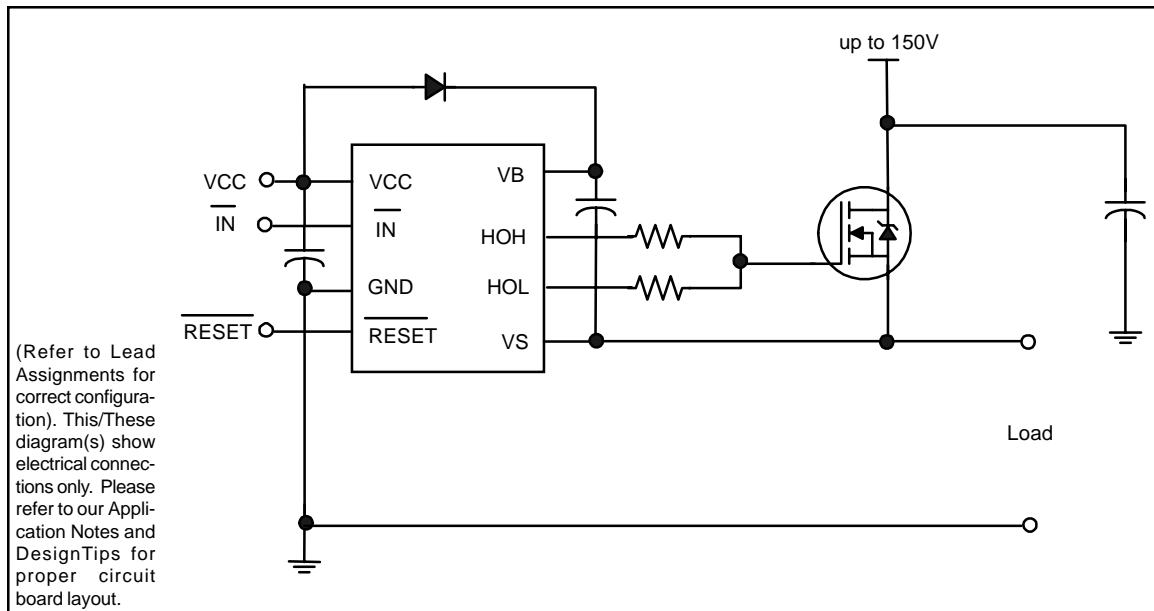 up to 150V
VCC
VCC
VB
IN
IN
HOH
GND
HOL
RESET
RESET
VS
(Refer to Lead
Assignments for
correct configura-
tion). This/These
diagram(s) show
electrical connec-
tions only. Please
refer to our Appli-
cation Notes and
DesignTips for
proper circuit
board layout.
Load